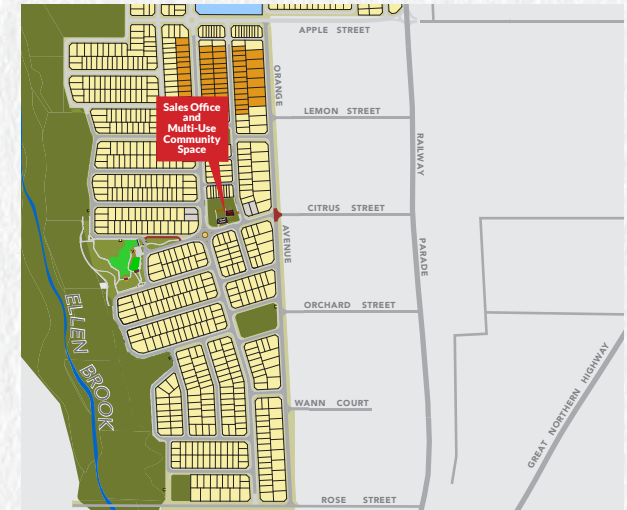 APPLE STREET
ORANGE
AVENUE
Sales Office
and
Multi-Use
Community
Space
LEMON STREET
RAILWAY
PARADE
CITRUS STREET
ORCHARD STREET
ELLEN BROOK
WANN COURT
GREAT NORTHERN HIGHWAY
ROSE STREET